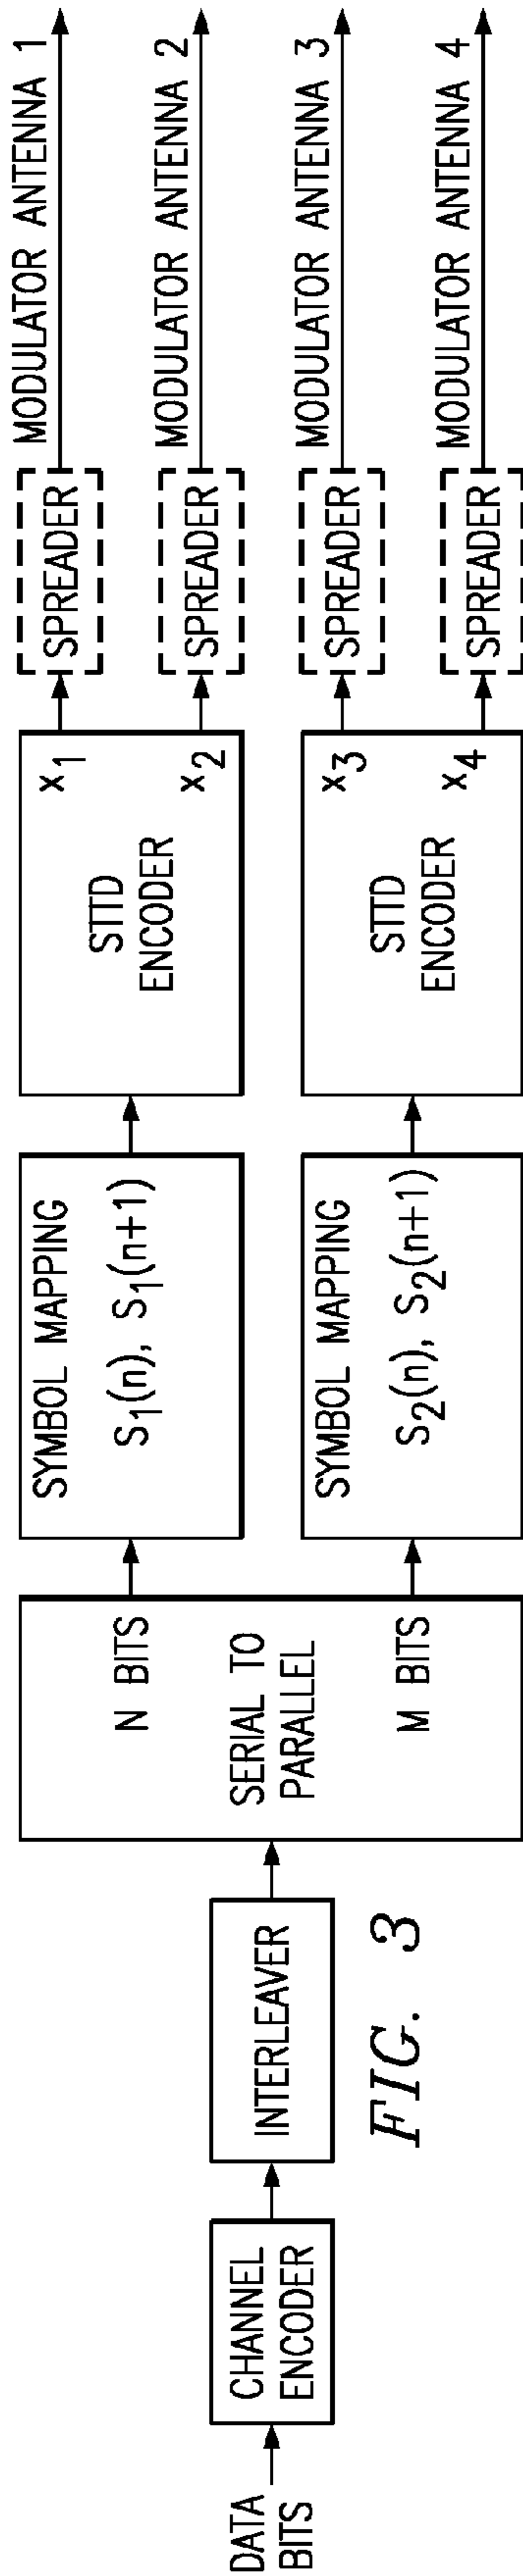 DATA
BITS
CHANNEL
ENCODER
INTERLEAVER
SERIAL TO
PARALLEL
N BITS
M BITS
SYMBOL MAPPING
S1(n), S1(n+1)
SYMBOL MAPPING
S2(n), S2(n+1)
STTD
ENCODER
x1
x2
STTD
ENCODER
x3
x4
SPREADER
MODULATOR ANTENNA 1
SPREADER
MODULATOR ANTENNA 2
SPREADER
MODULATOR ANTENNA 3
SPREADER
MODULATOR ANTENNA 4
FIG. 3